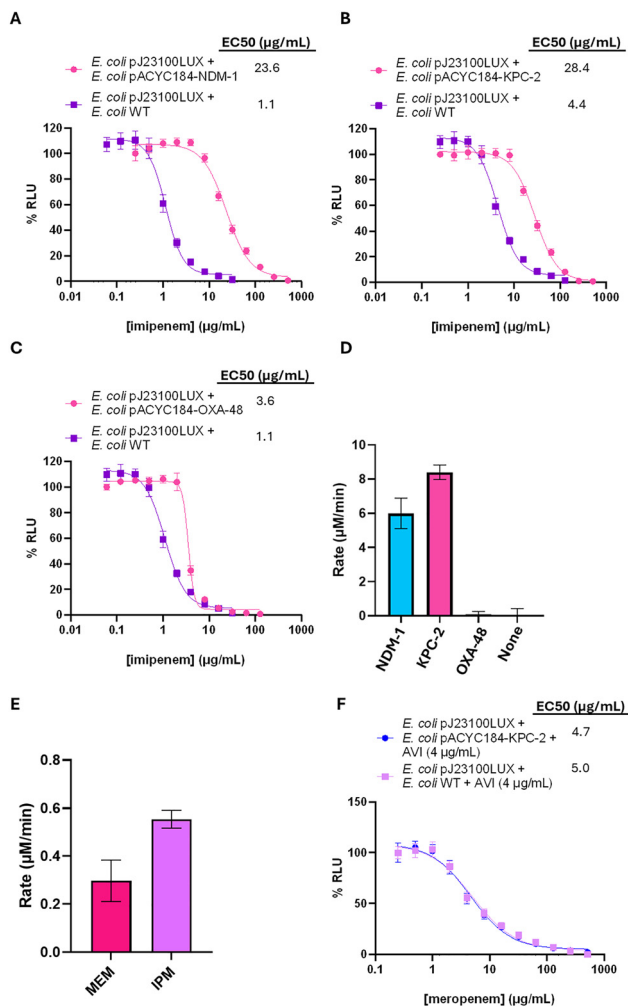 A
EC50 (µg/mL)
E. coli pJ23100LUX +
E. coli pACYC184-NDM-1
23.6
E. coli pJ23100LUX +
E. coli WT
1.1
120
100
80
60
40
20
0
% RLU
0.01
0.1
1
10
100
1000
[imipenem] (µg/mL)
B
EC50 (µg/mL)
E. coli pJ23100LUX +
E. coli pACYC184-KPC-2
28.4
E. coli pJ23100LUX +
E. coli WT
4.4
120
100
80
60
40
20
0
% RLU
0.01
0.1
1
10
100
1000
[imipenem] (µg/mL)
C
EC50 (µg/mL)
E. coli pJ23100LUX +
E. coli pACYC184-OXA-48
3.6
E. coli pJ23100LUX +
E. coli WT
1.1
120
100
80
60
40
20
0
% RLU
0.01
0.1
1
10
100
1000
[imipenem] (µg/mL)
D
10
8
6
4
2
0
Rate (µM/min)
NDM-1
KPC-2
OXA-48
None
E
0.8
0.6
0.4
0.2
0.0
Rate (µM/min)
MEM
IPM
F
EC50 (µg/mL)
E. coli pJ23100LUX +
E. coli pACYC184-KPC-2 +
AVI (4 µg/mL)
4.7
E. coli pJ23100LUX +
E. coli WT + AVI (4 µg/mL)
5.0
150
100
50
0
% RLU
0.1
1
10
100
1000
[meropenem] (µg/mL)